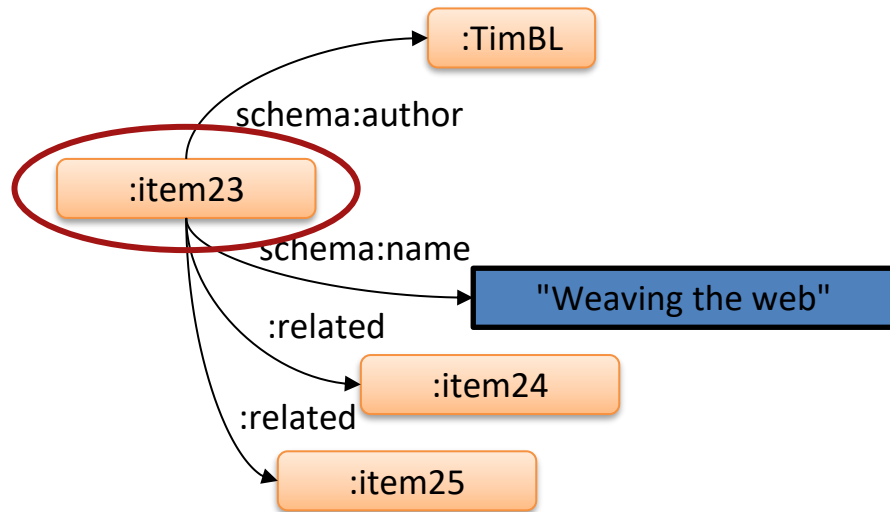 :TimBL
schema:author
:item23
schema:name
"Weaving the web"
:related
:item24
:related
:item25